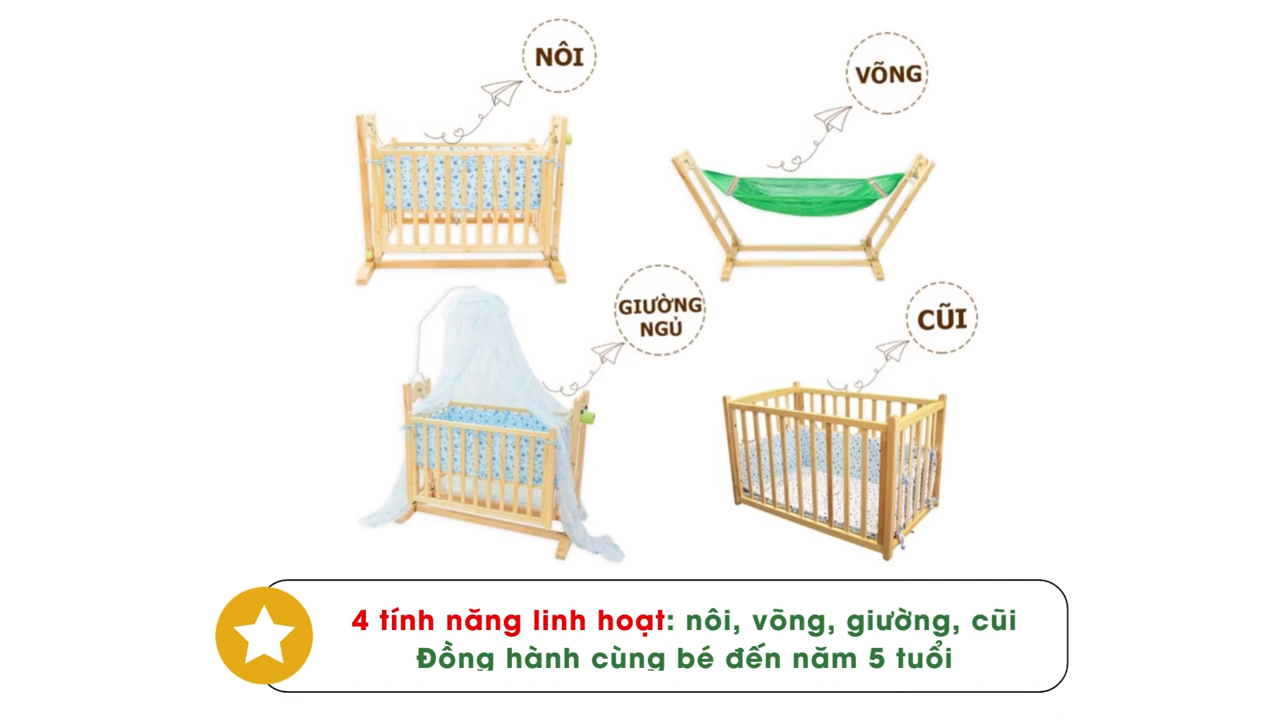 NÔI
VÕNG
GIƯỜNG
NGỦ
CŨI
4 tính năng linh hoạt: nôi, võng, giường, cũi
Đồng hành cùng bé đến năm 5 tuổi